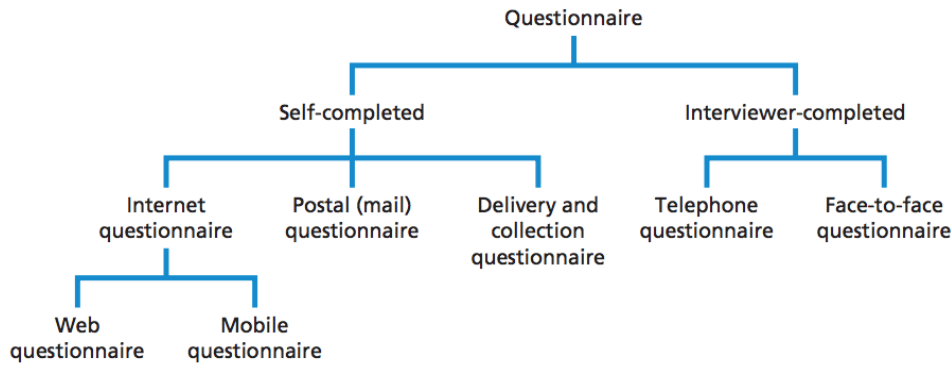 Questionnaire
Self-completed
Interviewer-completed
Internet
questionnaire
Postal (mail)
questionnaire
Delivery and
collection
questionnaire
Telephone
questionnaire
Face-to-face
questionnaire
Web
questionnaire
Mobile
questionnaire